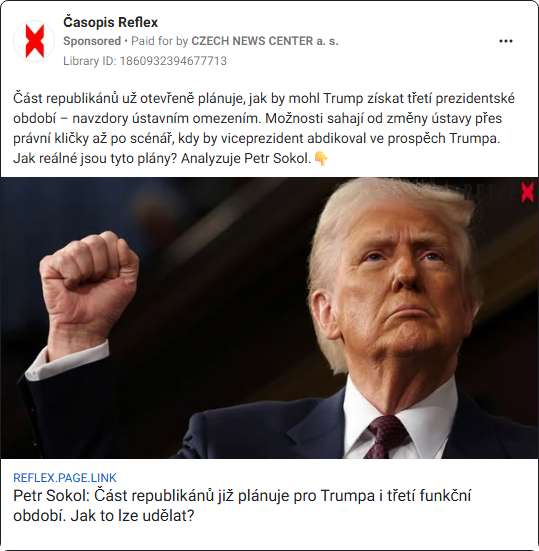 Časopis Reflex
Sponsored • Paid for by CZECH NEWS CENTER a. s.
Library ID: 1860932394677713
Část republikánů už otevřeně plánuje, jak by mohl Trump získat třetí prezidentské
období – navzdory ústavním omezením. Možnosti sahají od změny ústavy přes
právní kličky až po scénář, kdy by viceprezident abdikoval ve prospěch Trumpa.
Jak reálné jsou tyto plány? Analyzuje Petr Sokol.👇
REFLEX.PAGE.LINK
Petr Sokol: Část republikánů již plánuje pro Trumpa i třetí funkční
období. Jak to lze udělat?